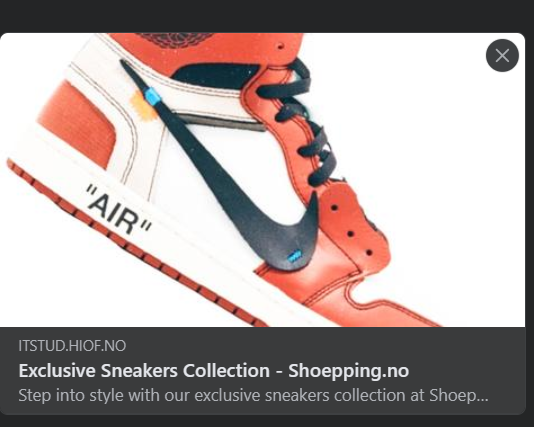 "AIR"
ITSTUD.HIOF.NO
Exclusive Sneakers Collection - Shoepping.no
Step into style with our exclusive sneakers collection at Shoep...